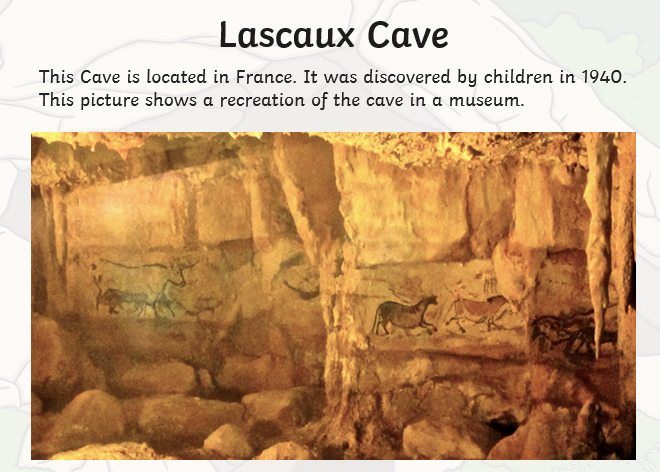 Lascaux Cave
This Cave is located in France. It was discovered by children in 1940.
This picture shows a recreation of the cave in a museum.